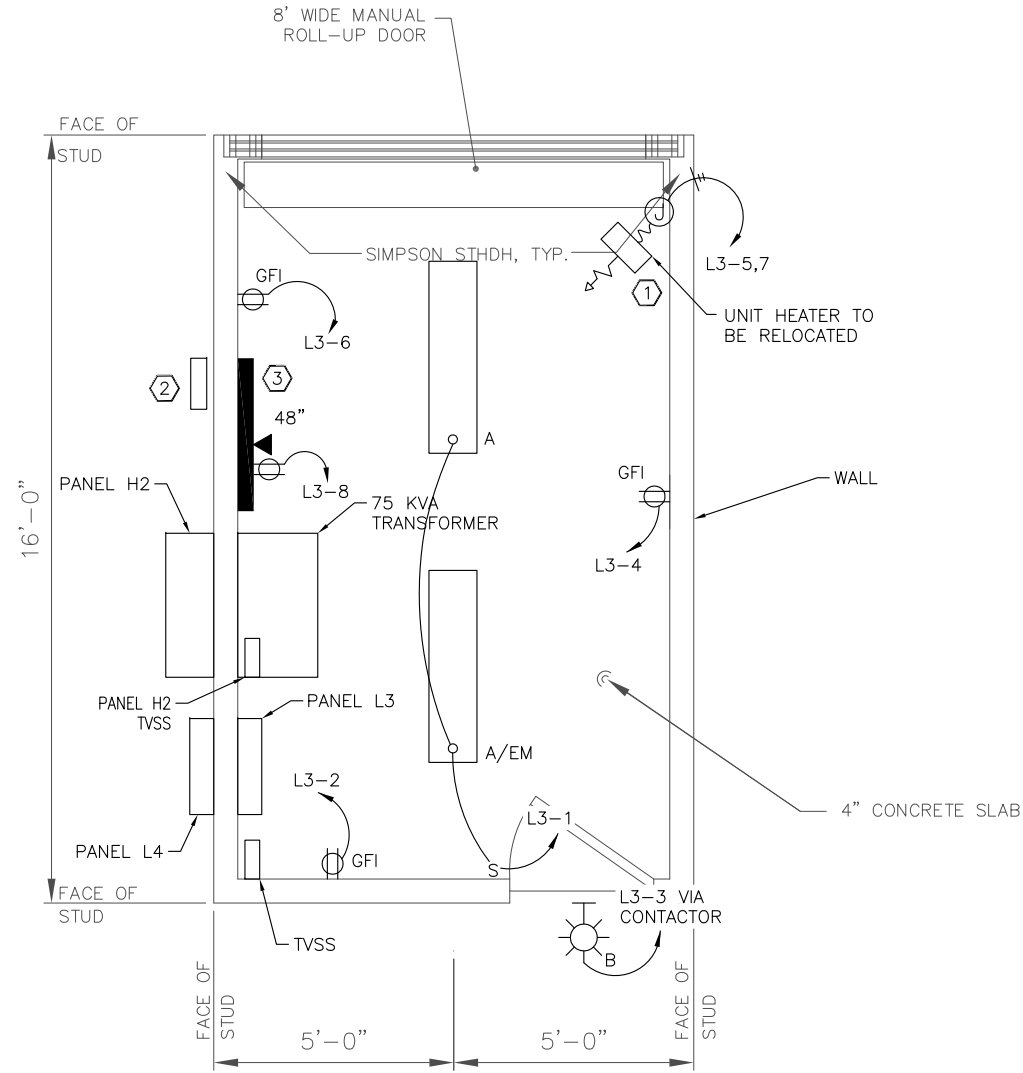 8' WIDE MANUAL
ROLL-UP DOOR
FACE OF
STUD
J
SIMPSON STHDH, TYP.
L3-5,7
GFI
1
UNIT HEATER TO
BE RELOCATED
L3-6
2
3
48"
A
PANEL H2
L3-8
GFI
WALL
75 KVA
TRANSFORMER
16'-0"
L3-4
PANEL H2
TVSS
PANEL L3
A/EM
L3-2
L3-1
4" CONCRETE SLAB
PANEL L4
GFI
S
FACE OF
STUD
L3-3 VIA
CONTACTOR
TVSS
B
FACE OF
STUD
FACE OF
STUD
5'-0"
5'-0"